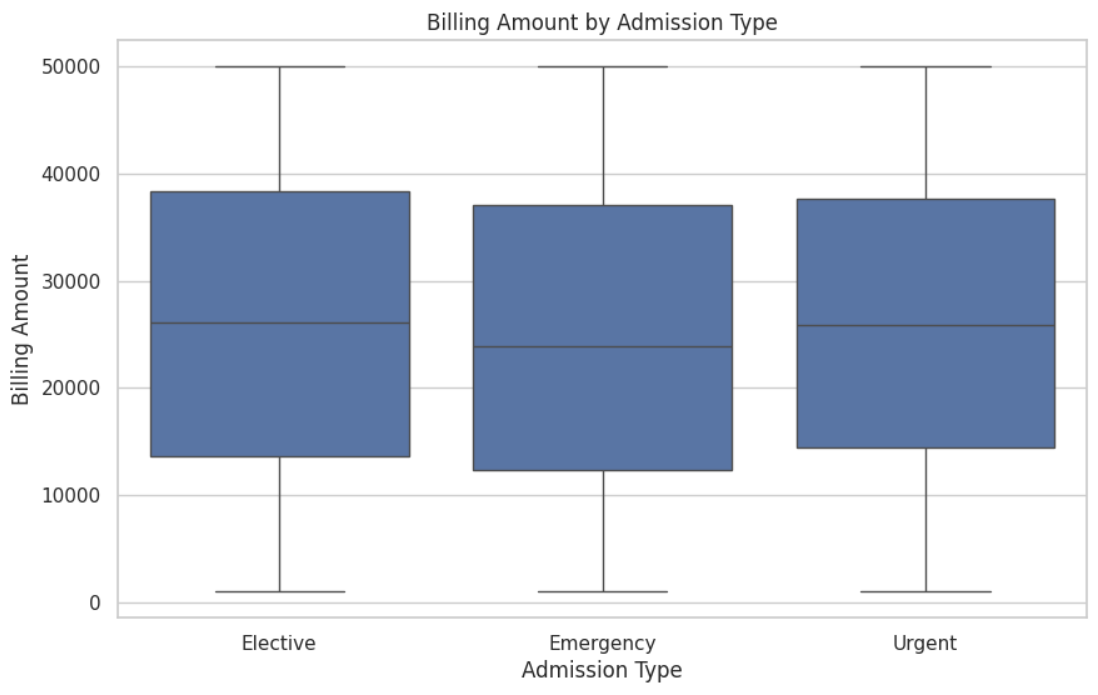 Billing Amount by Admission Type
Billing Amount
50000
40000
30000
20000
10000
0
Elective
Emergency
Urgent
Admission Type